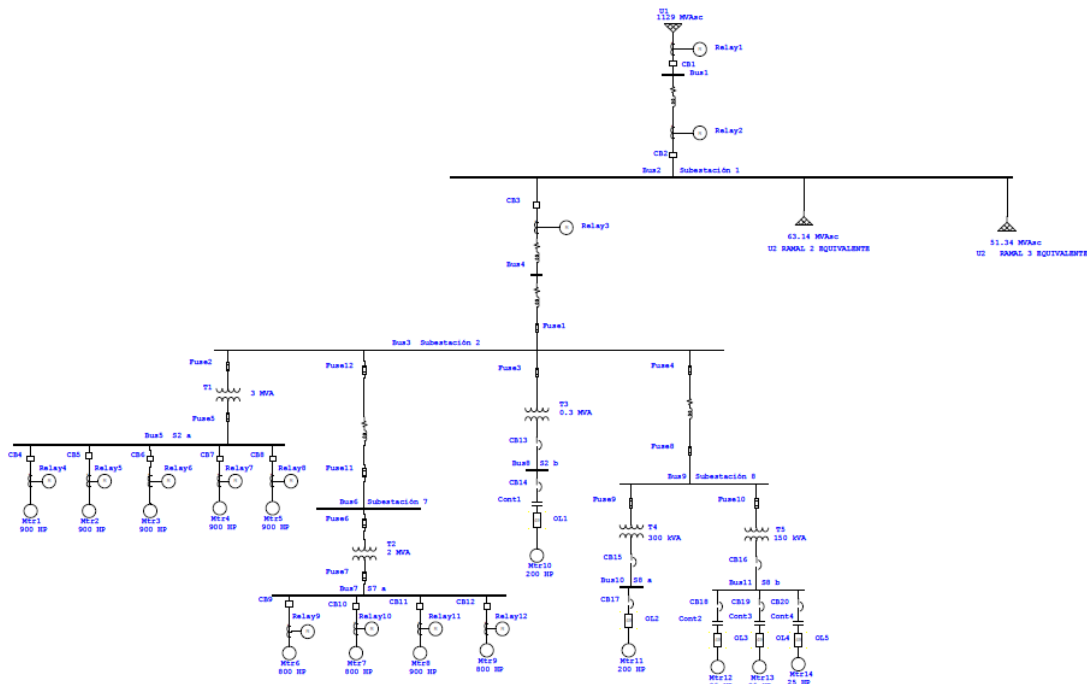 U1
1129 MVAsc
Relay1
CB1
Bus1
Relay2
CB2
Bus2 Subestación 1
CB3
Relay3
63.14 MVAsc
U2 RAMAL 2 EQUIVALENTE
51.34 MVAsc
U2 RAMAL 3 EQUIVALENTE
Bus4
Fuse1
Bus3 Subestación 2
Fuse2
Fuse12
Fuse3
Fuse4
T1
3 MVA
T3
0.3 MVA
Fuse5
Bus5 S2 a
CB13
Fuse8
CB4
CB5
CB6
CB7
CB8
Relay4
Relay5
Relay6
Relay7
Relay8
Fuse11
Bus8 S2 b
CB14
Bus9 Subestación 8
Mtr1
900 HP
Mtr2
900 HP
Mtr3
900 HP
Mtr4
900 HP
Mtr5
900 HP
Bus6 Subestación 7
Cont1
Fuse9
Fuse10
Fuse6
OL1
T4
300 kVA
T5
150 kVA
T2
2 MVA
CB15
CB16
Mtr10
200 HP
Fuse7
Bus10 S8 a
Bus11 S8 b
Bus7 S7 a
CB9
CB10
CB11
CB12
CB17
CB18
CB19
CB20
Relay9
Relay10
Relay11
Relay12
OL2
Cont2
Cont3
Cont4
OL3
OL4
OL5
Mtr6
800 HP
Mtr7
800 HP
Mtr8
900 HP
Mtr9
800 HP
Mtr11
200 HP
Mtr12
Mtr13
Mtr14
25 HP